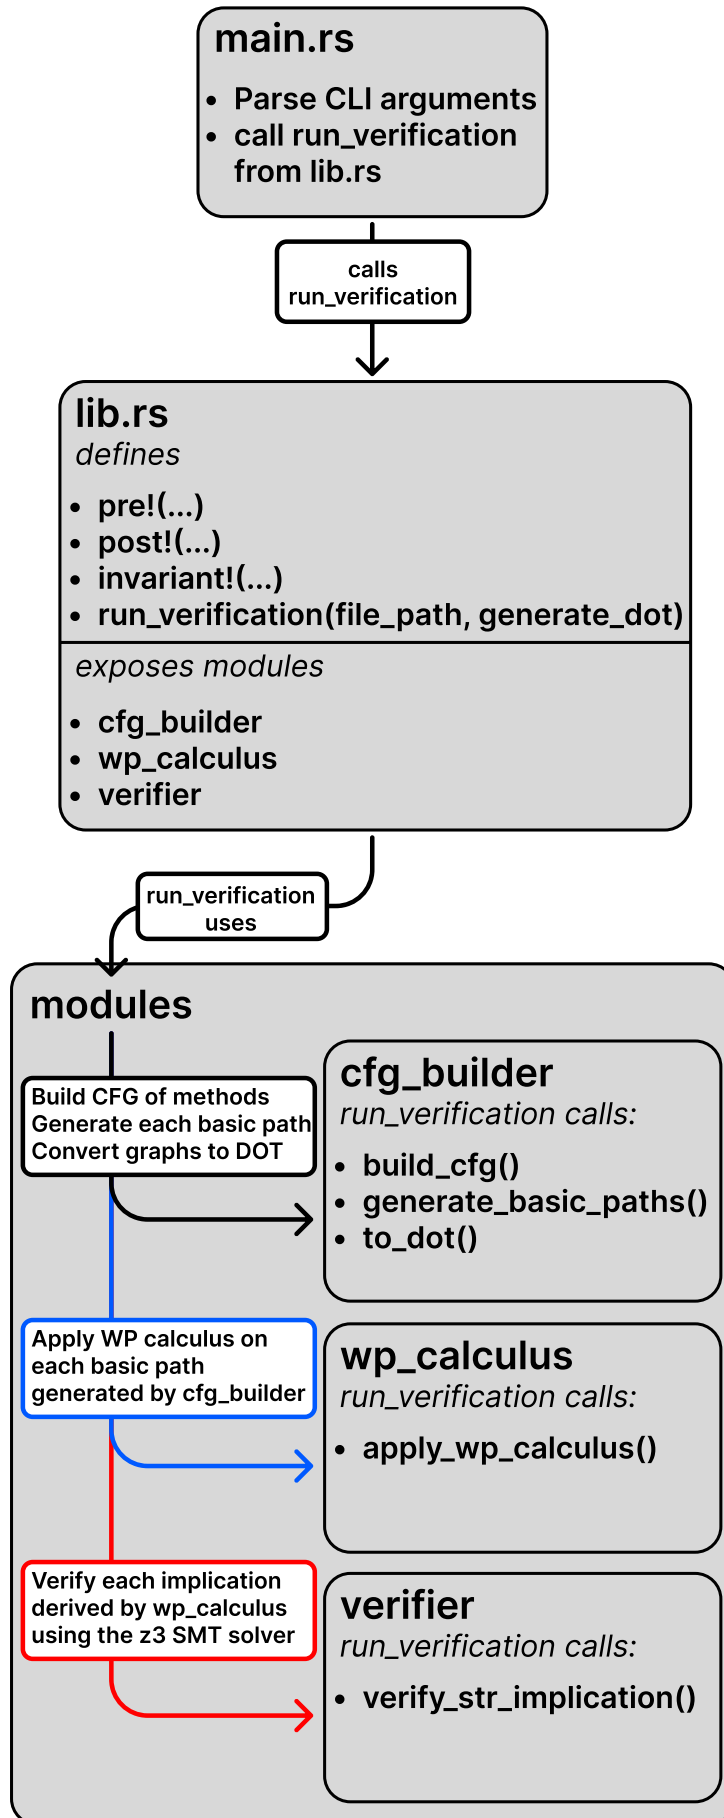 main.rs
• Parse CLI arguments
• call run_verification
from lib.rs
calls
run_verification
lib.rs
defines
• pre!(...)
• post!(...)
• invariant!(...)
• run_verification(file_path, generate_dot)
exposes modules
• cfg_builder
• wp_calculus
• verifier
run_verification
uses
modules
Build CFG of methods
Generate each basic path
Convert graphs to DOT
cfg_builder
run_verification calls:
• build_cfg()
• generate_basic_paths()
• to_dot()
Apply WP calculus on
each basic path
generated by cfg_builder
wp_calculus
run_verification calls:
• apply_wp_calculus()
Verify each implication
derived by wp_calculus
using the z3 SMT solver
verifier
run_verification calls:
• verify_str_implication()